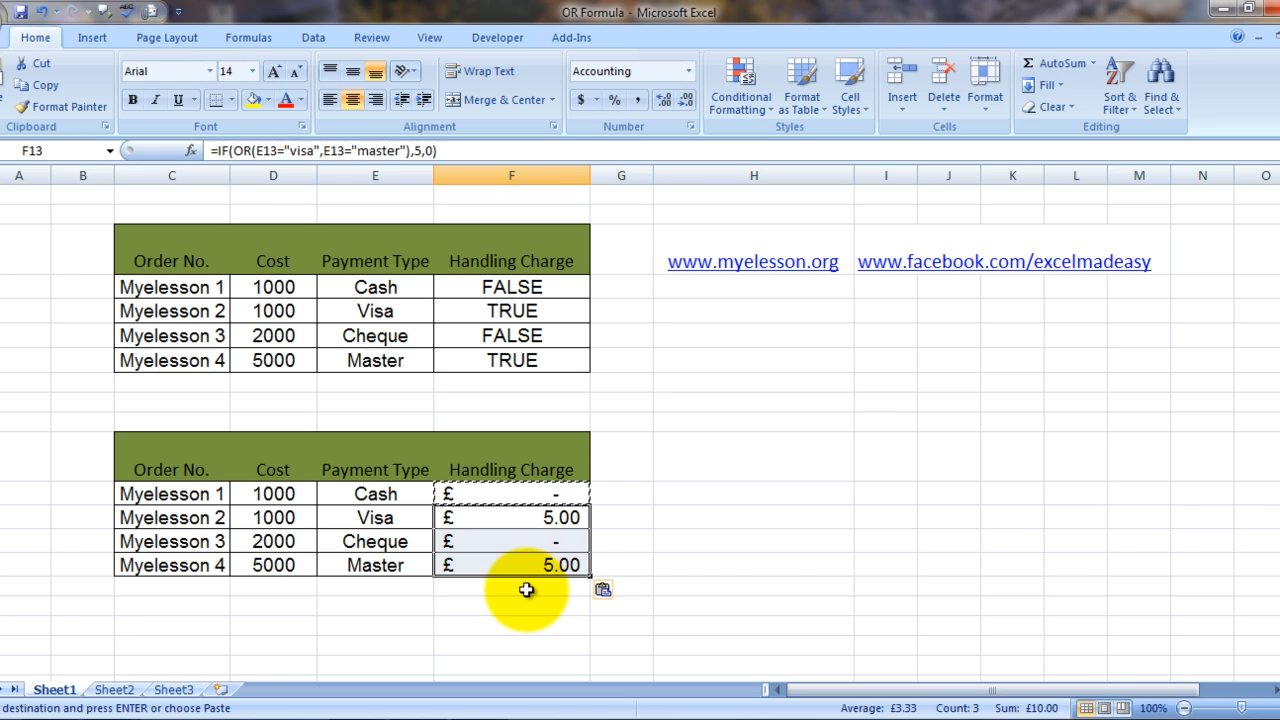 OR Formula - Microsoft Excel
Home Insert Page Layout Formulas Data Review View Developer Add-Ins
Cut
Copy
Format Painter
Clipboard
Arial 14
B I U A
Font
Wrap Text
Merge & Center
Alignment
Accounting
$ % ,
Number
Conditional Formatting
Format as Table
Cell Styles
Styles
Insert Delete Format
Cells
Σ AutoSum
Fill
Clear
Sort & Filter
Find & Select
Editing
F13 fx =IF(OR(E13="visa",E13="master"),5,0)
A B C D E F G H I J K L M N O
Order No. Cost Payment Type Handling Charge
www.myelesson.org www.facebook.com/excelmadeasy
Myelesson 1 1000 Cash FALSE
Myelesson 2 1000 Visa TRUE
Myelesson 3 2000 Cheque FALSE
Myelesson 4 5000 Master TRUE
Order No. Cost Payment Type Handling Charge
Myelesson 1 1000 Cash £ -
Myelesson 2 1000 Visa £ 5.00
Myelesson 3 2000 Cheque £ -
Myelesson 4 5000 Master £ 5.00
Sheet1 Sheet2 Sheet3
destination and press ENTER or choose Paste Average: £3.33 Count: 3 Sum: £10.00 100%